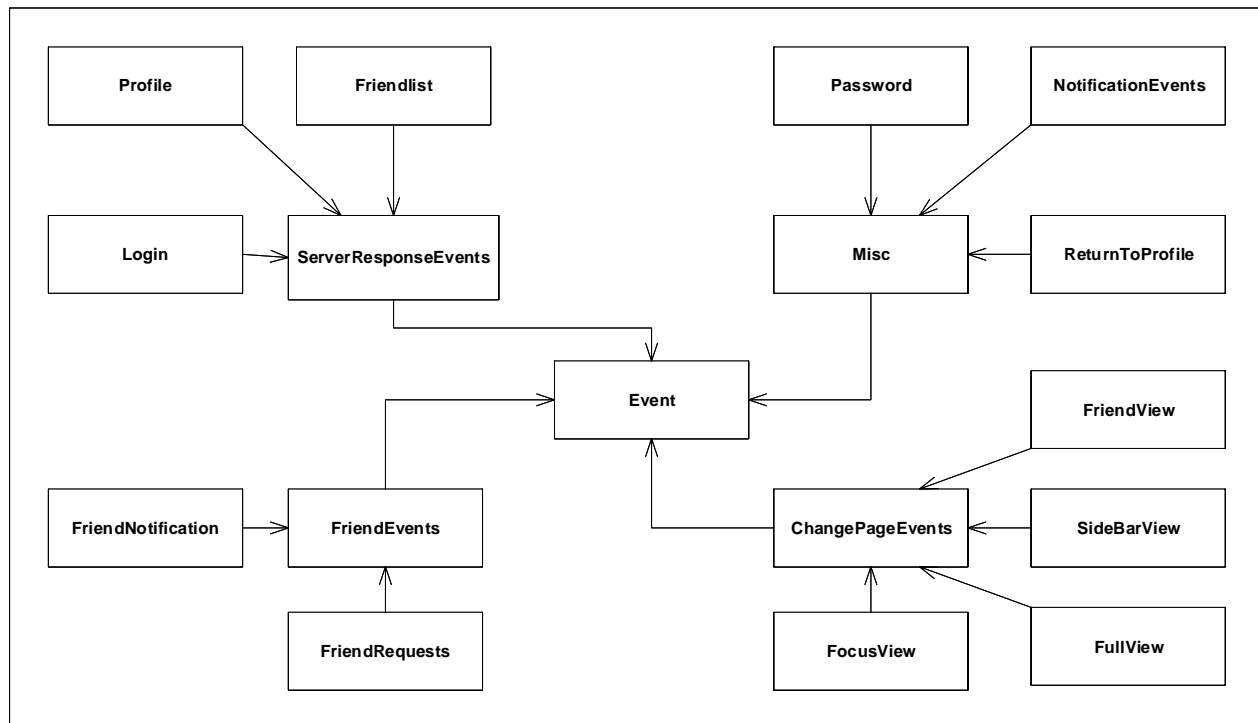 Profile
Friendlist
Password
NotificationEvents
Login
ServerResponseEvents
Misc
ReturnToProfile
Event
FriendView
FriendNotification
FriendEvents
ChangePageEvents
SideBarView
FriendRequests
FocusView
FullView